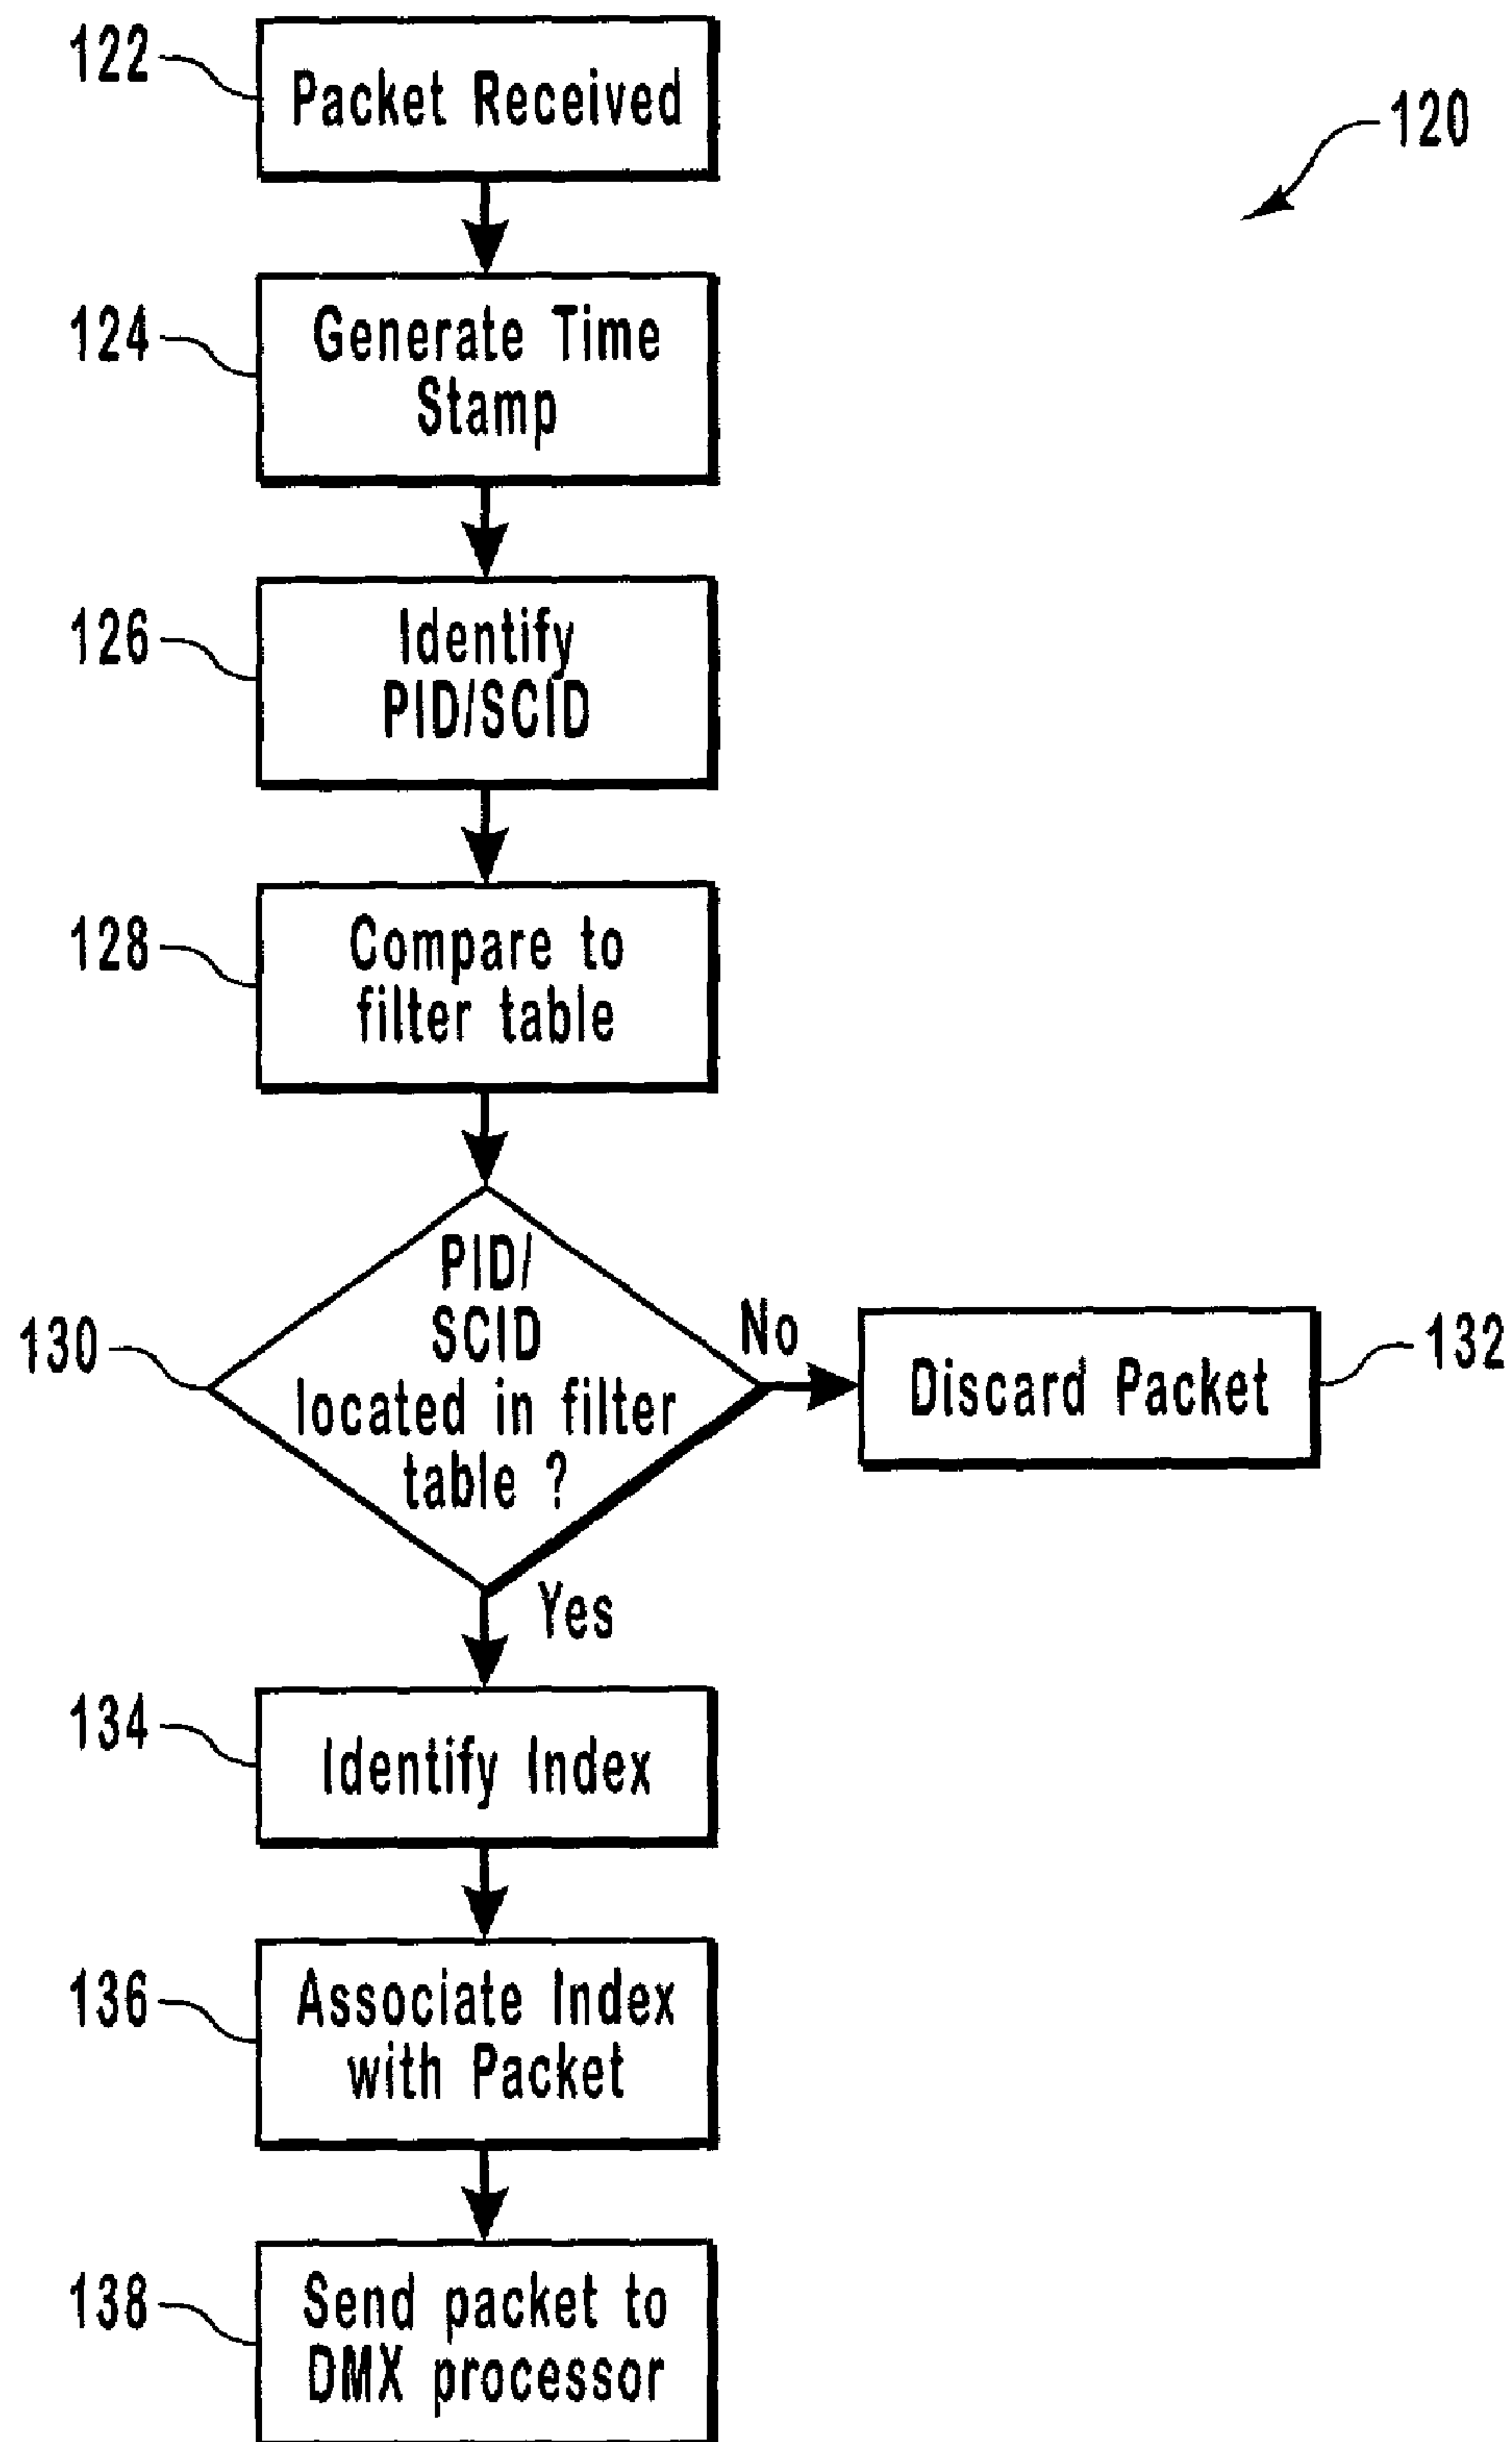 122
Packet Received
120
124
Generate Time
Stamp
126
Identify
PID/SCID
128
Compare to
filter table
130
PID/
SCID
located in filter
table ?
No
Discard Packet
132
Yes
134
Identify Index
136
Associate Index
with Packet
138
Send packet to
DMX processor